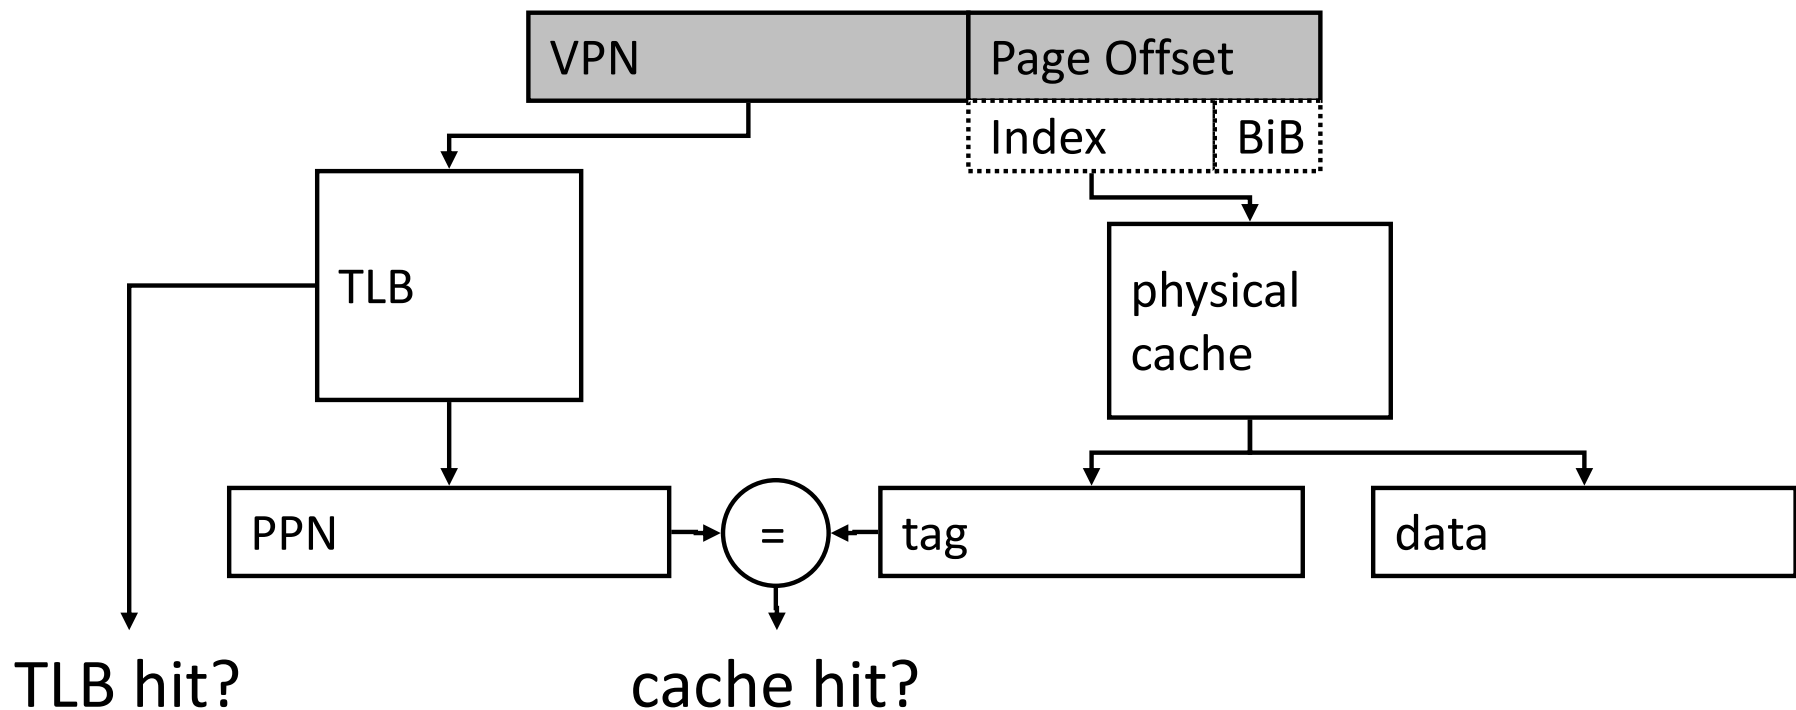 VPN
Page Offset
Index
BiB
TLB
physical
cache
PPN
=
tag
data
TLB hit?
cache hit?